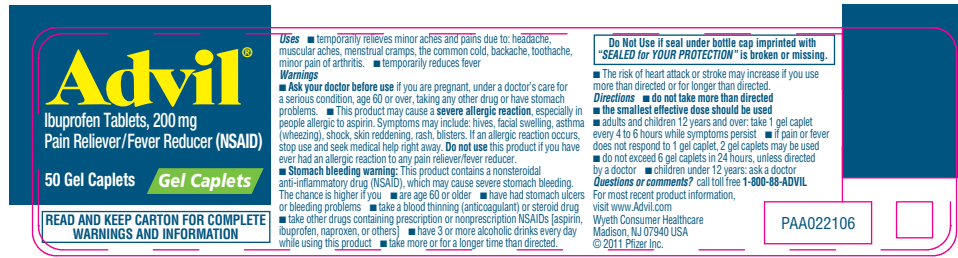 Advil®
Ibuprofen Tablets, 200 mg
Pain Reliever/Fever Reducer (NSAID)
50 Gel Caplets
Gel Caplets
READ AND KEEP CARTON FOR COMPLETE
WARNINGS AND INFORMATION
Uses ■ temporarily relieves minor aches and pains due to: headache,
muscular aches, menstrual cramps, the common cold, backache, toothache,
minor pain of arthritis. ■ temporarily reduces fever
Warnings
■ Ask your doctor before use if you are pregnant, under a doctor's care for
a serious condition, age 60 or over, taking any other drug or have stomach
problems. ■ This product may cause a severe allergic reaction, especially in
people allergic to aspirin. Symptoms may include: hives, facial swelling, asthma
(wheezing), shock, skin reddening, rash, blisters. If an allergic reaction occurs,
stop use and seek medical help right away. Do not use this product if you have
ever had an allergic reaction to any pain reliever/fever reducer.
■ Stomach bleeding warning: This product contains a nonsteroidal
anti-inflammatory drug (NSAID), which may cause severe stomach bleeding.
The chance is higher if you ■ are age 60 or older ■ have had stomach ulcers
or bleeding problems ■ take a blood thinning (anticoagulant) or steroid drug
■ take other drugs containing prescription or nonprescription NSAIDs [aspirin,
ibuprofen, naproxen, or others] ■ have 3 or more alcoholic drinks every day
while using this product ■ take more or for a longer time than directed.
Do Not Use if seal under bottle cap imprinted with
"SEALED for YOUR PROTECTION" is broken or missing.
■ The risk of heart attack or stroke may increase if you use
more than directed or for longer than directed.
Directions ■ do not take more than directed
■ the smallest effective dose should be used
■ adults and children 12 years and over: take 1 gel caplet
every 4 to 6 hours while symptoms persist ■ if pain or fever
does not respond to 1 gel caplet, 2 gel caplets may be used
■ do not exceed 6 gel caplets in 24 hours, unless directed
by a doctor ■ children under 12 years: ask a doctor
Questions or comments? call toll free 1-800-88-ADVIL
For most recent product information,
visit www.Advil.com
Wyeth Consumer Healthcare
Madison, NJ 07940 USA
© 2011 Pfizer Inc.
PAA022106